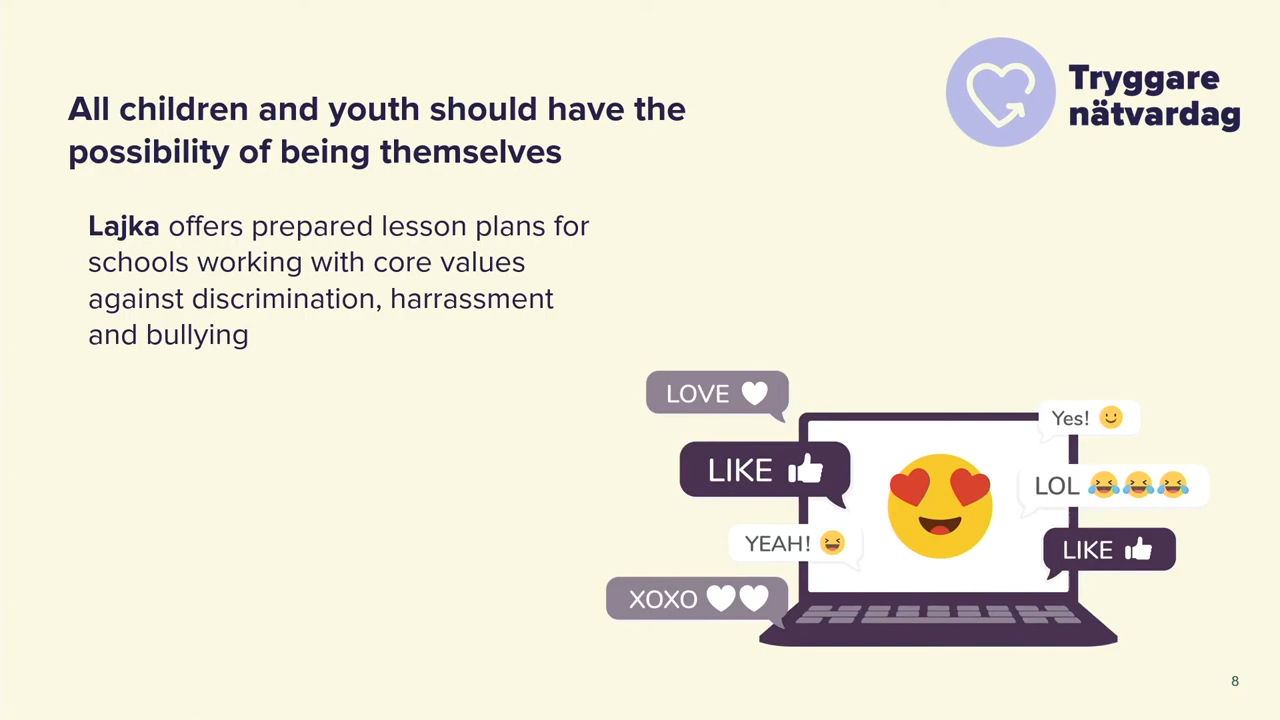 Tryggare
nätvardag
All children and youth should have the
possibility of being themselves
Lajka offers prepared lesson plans for
schools working with core values
against discrimination, harrassment
and bullying
LOVE
Yes!
LIKE
LOL
YEAH!
LIKE
XOXO
8